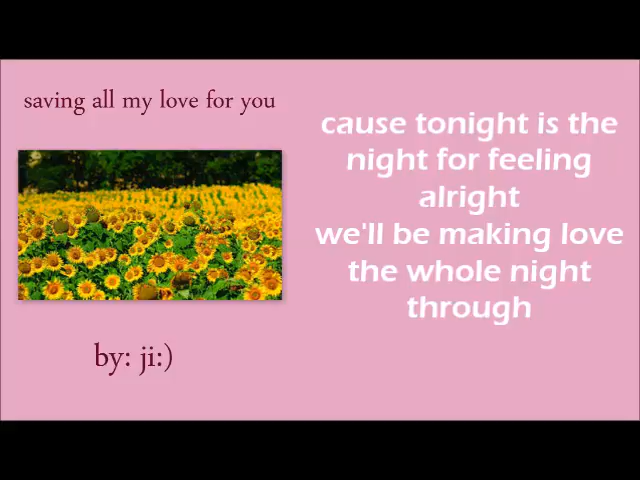 saving all my love for you
cause tonight is the
night for feeling
alright
we'll be making love
the whole night
through
by: ji:)